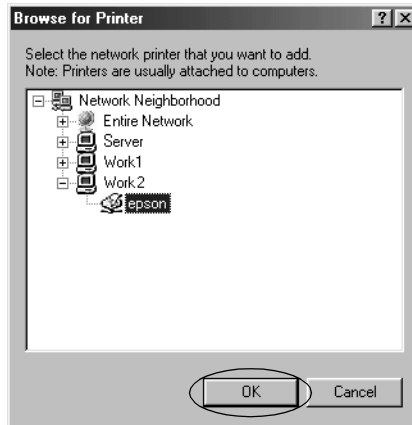 Browse for Printer
Select the network printer that you want to add.
Note: Printers are usually attached to computers.
Network Neighborhood
Entire Network
Server
Work1
Work2
epson
OK Cancel